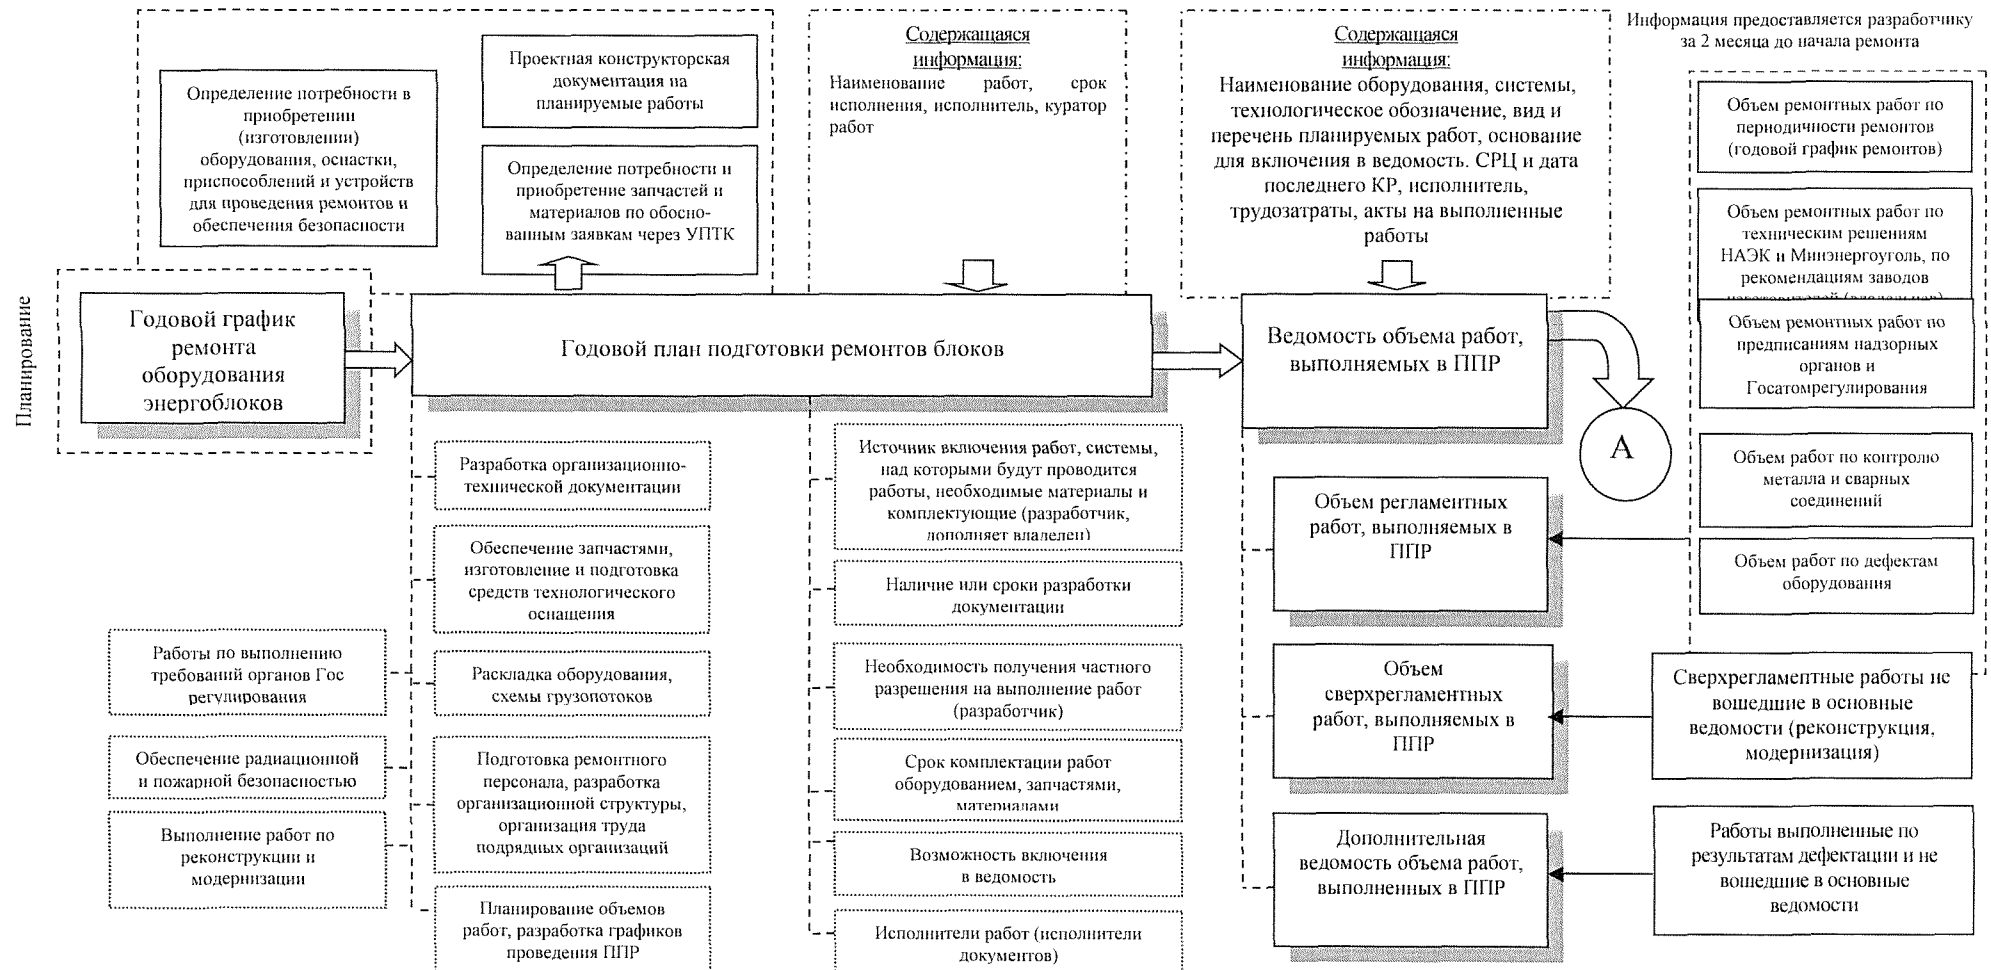 Планирование
Определение потребности в
приобретении
(изготовлении)
оборудования, оснастки,
приспособлений и устройств
для проведения ремонтов и
обеспечения безопасности
Проектная конструкторская
документация на
планируемые работы
Определение потребности и
приобретение запчастей и
материалов по обосно-
ванным заявкам через УПТК
Содержащаяся
информация:
Наименование работ, срок
исполнения, исполнитель, куратор
работ
Содержащаяся
информация:
Наименование оборудования, системы,
технологическое обозначение, вид и
перечень планируемых работ, основание
для включения в ведомость. СРЦ и дата
последнего КР, исполнитель,
трудозатраты, акты на выполненные
работы
Информация предоставляется разработчику
за 2 месяца до начала ремонта
Объем ремонтных работ по
периодичности ремонтов
(годовой график ремонтов)
Объем ремонтных работ по
техническим решениям
НАЭК и Минэнергоуголь, по
рекомендациям заводов
Объем ремонтных работ по
предписаниям надзорных
органов и
Госатомрегулирования
Объем работ по контролю
металла и сварных
соединений
Объем работ по дефектам
оборудования
Годовой график
ремонта
оборудования
энергоблоков
Годовой план подготовки ремонтов блоков
Ведомость объема работ,
выполняемых в ППР
А
Разработка организационно-
технической документации
Обеспечение запчастями,
изготовление и подготовка
средств технологического
оснащения
Раскладка оборудования,
схемы грузопотоков
Подготовка ремонтного
персонала, разработка
организационной структуры,
организация труда
подрядных организаций
Планирование объемов
работ, разработка графиков
проведения ППР
Работы по выполнению
требований органов Гос
регулирования
Обеспечение радиационной
и пожарной безопасностью
Выполнение работ по
реконструкции и
модернизации
Источник включения работ, системы,
над которыми будут проводится
работы, необходимые материалы и
комплектующие (разработчик,
дополняет владелец)
Наличие или сроки разработки
документации
Необходимость получения частного
разрешения на выполнение работ
(разработчик)
Срок комплектации работ
оборудованием, запчастями,
материалами
Возможность включения
в ведомость
Исполнители работ (исполнители
документов)
Объем регламентных
работ, выполняемых в
ППР
Объем
сверхрегламентных
работ, выполняемых в
ППР
Дополнительная
ведомость объема работ,
выполненных в ППР
Сверхрегламентные работы не
вошедшие в основные
ведомости (реконструкция,
модернизация)
Работы выполненные по
результатам дефектации и не
вошедшие в основные
ведомости